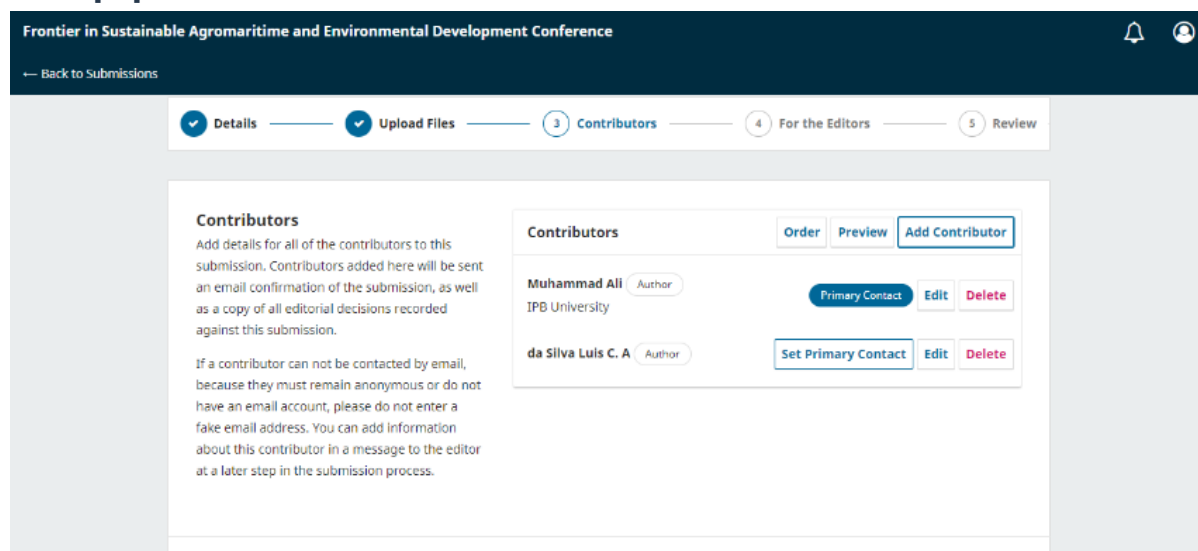 Frontier in Sustainable Agromaritime and Environmental Development Conference
← Back to Submissions
Details
Upload Files
3 Contributors
4 For the Editors
5 Review
Contributors
Add details for all of the contributors to this
submission. Contributors added here will be sent
an email confirmation of the submission, as well
as a copy of all editorial decisions recorded
against this submission.
If a contributor can not be contacted by email,
because they must remain anonymous or do not
have an email account, please do not enter a
fake email address. You can add information
about this contributor in a message to the editor
at a later step in the submission process.
Contributors Order Preview Add Contributor
Muhammad Ali Author Primary Contact Edit Delete
IPB University
da Silva Luis C. A Author Set Primary Contact Edit Delete